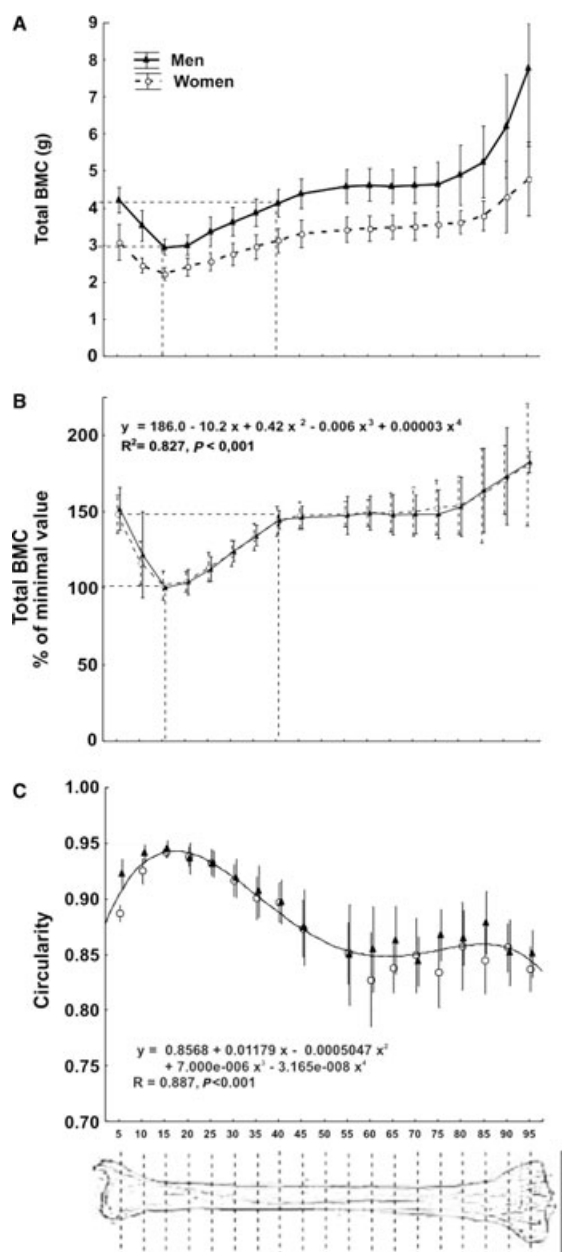 A
9
8
7
6
5
4
3
2
1
0
Total BMC (g)
Men
Women
B
200
150
100
50
0
Total BMC
% of minimal value
y = 186.0 - 10.2 x + 0.42 x 2 - 0.006 x3 + 0.00003 x4
R2= 0.827, P < 0,001
C
1.00
0.95
0.90
0.85
0.80
0.75
0.70
Circularity
y = 0.8568 + 0.01179 x - 0.0005047 x2
+ 7.000e-006 x3 - 3.165e-008 x4
R = 0.887, P<0.001
5 10 15 20 25 30 35 40 45 50 55 60 65 70 75 80 85 90 95